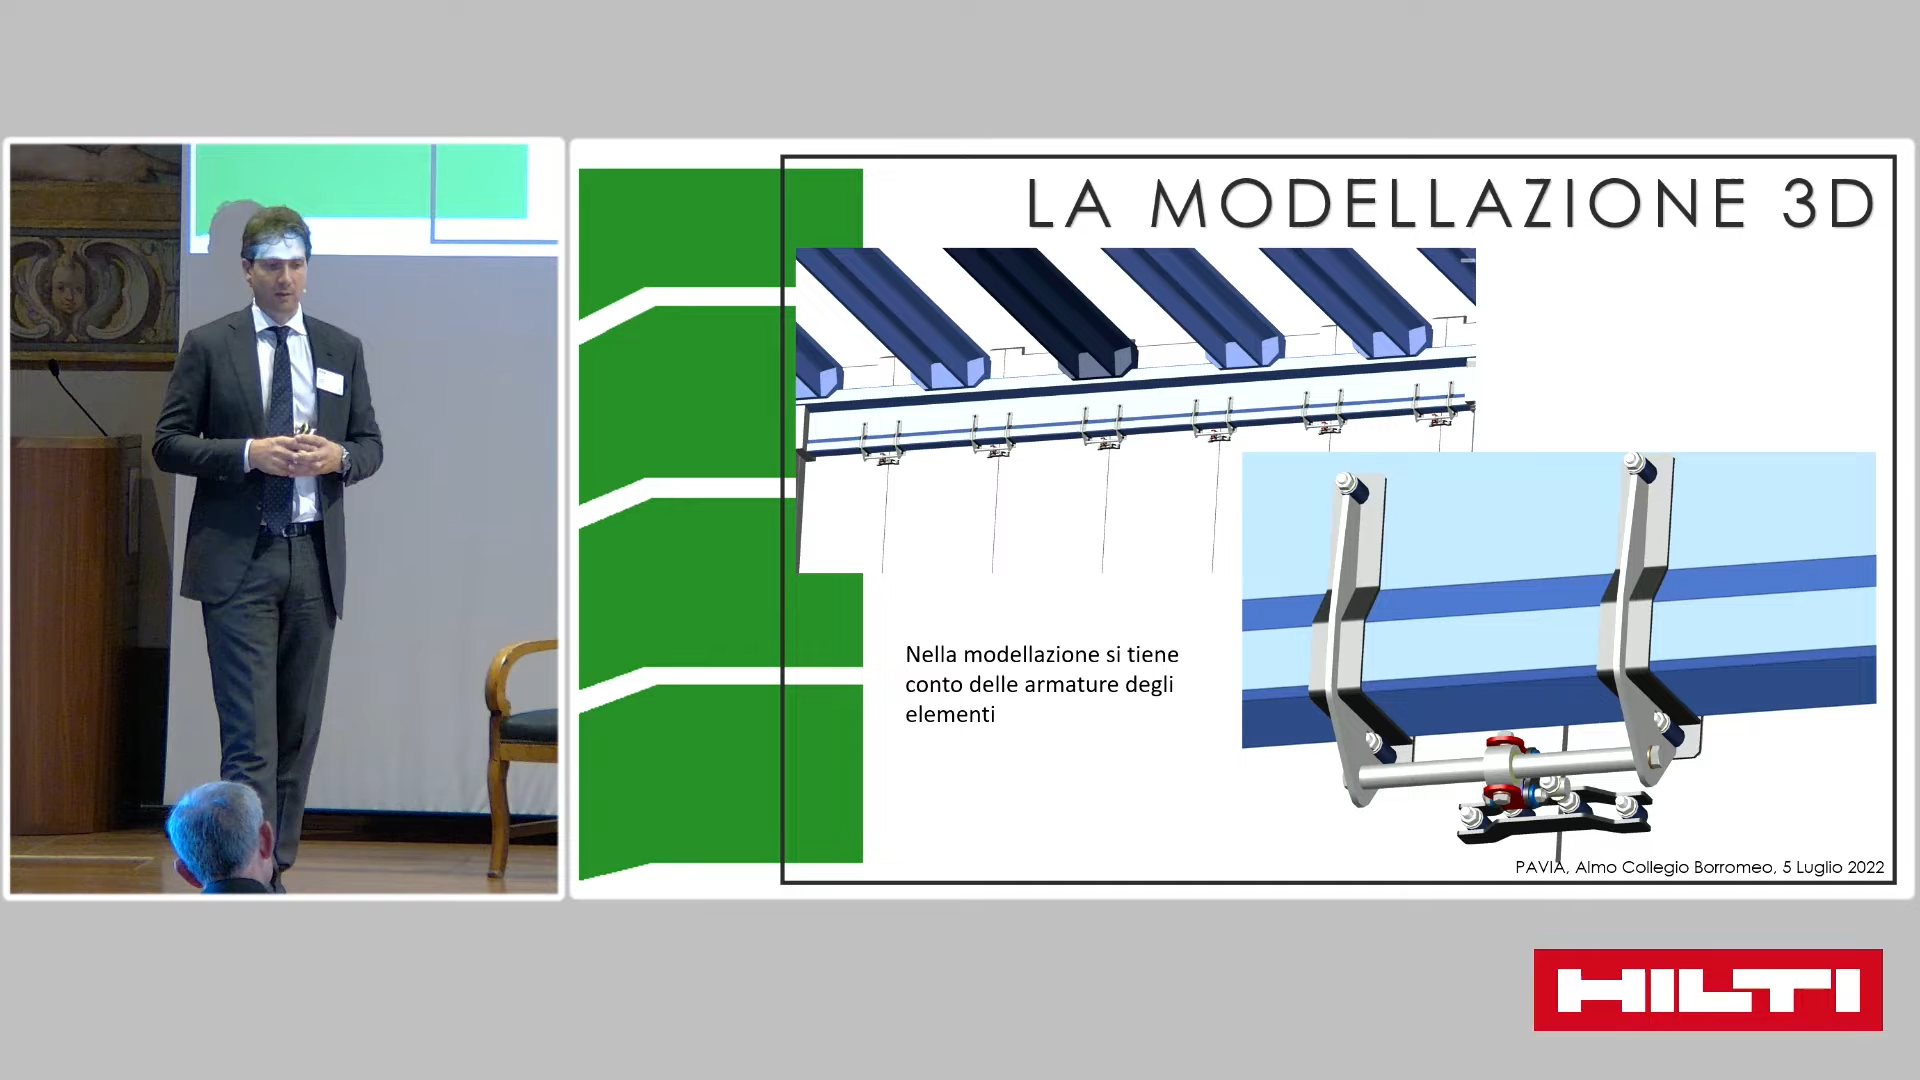 LA MODELLAZIONE 3D
Nella modellazione si tiene
conto delle armature degli
elementi
PAVIA, Almo Collegio Borromeo, 5 Luglio 2022
HILTI